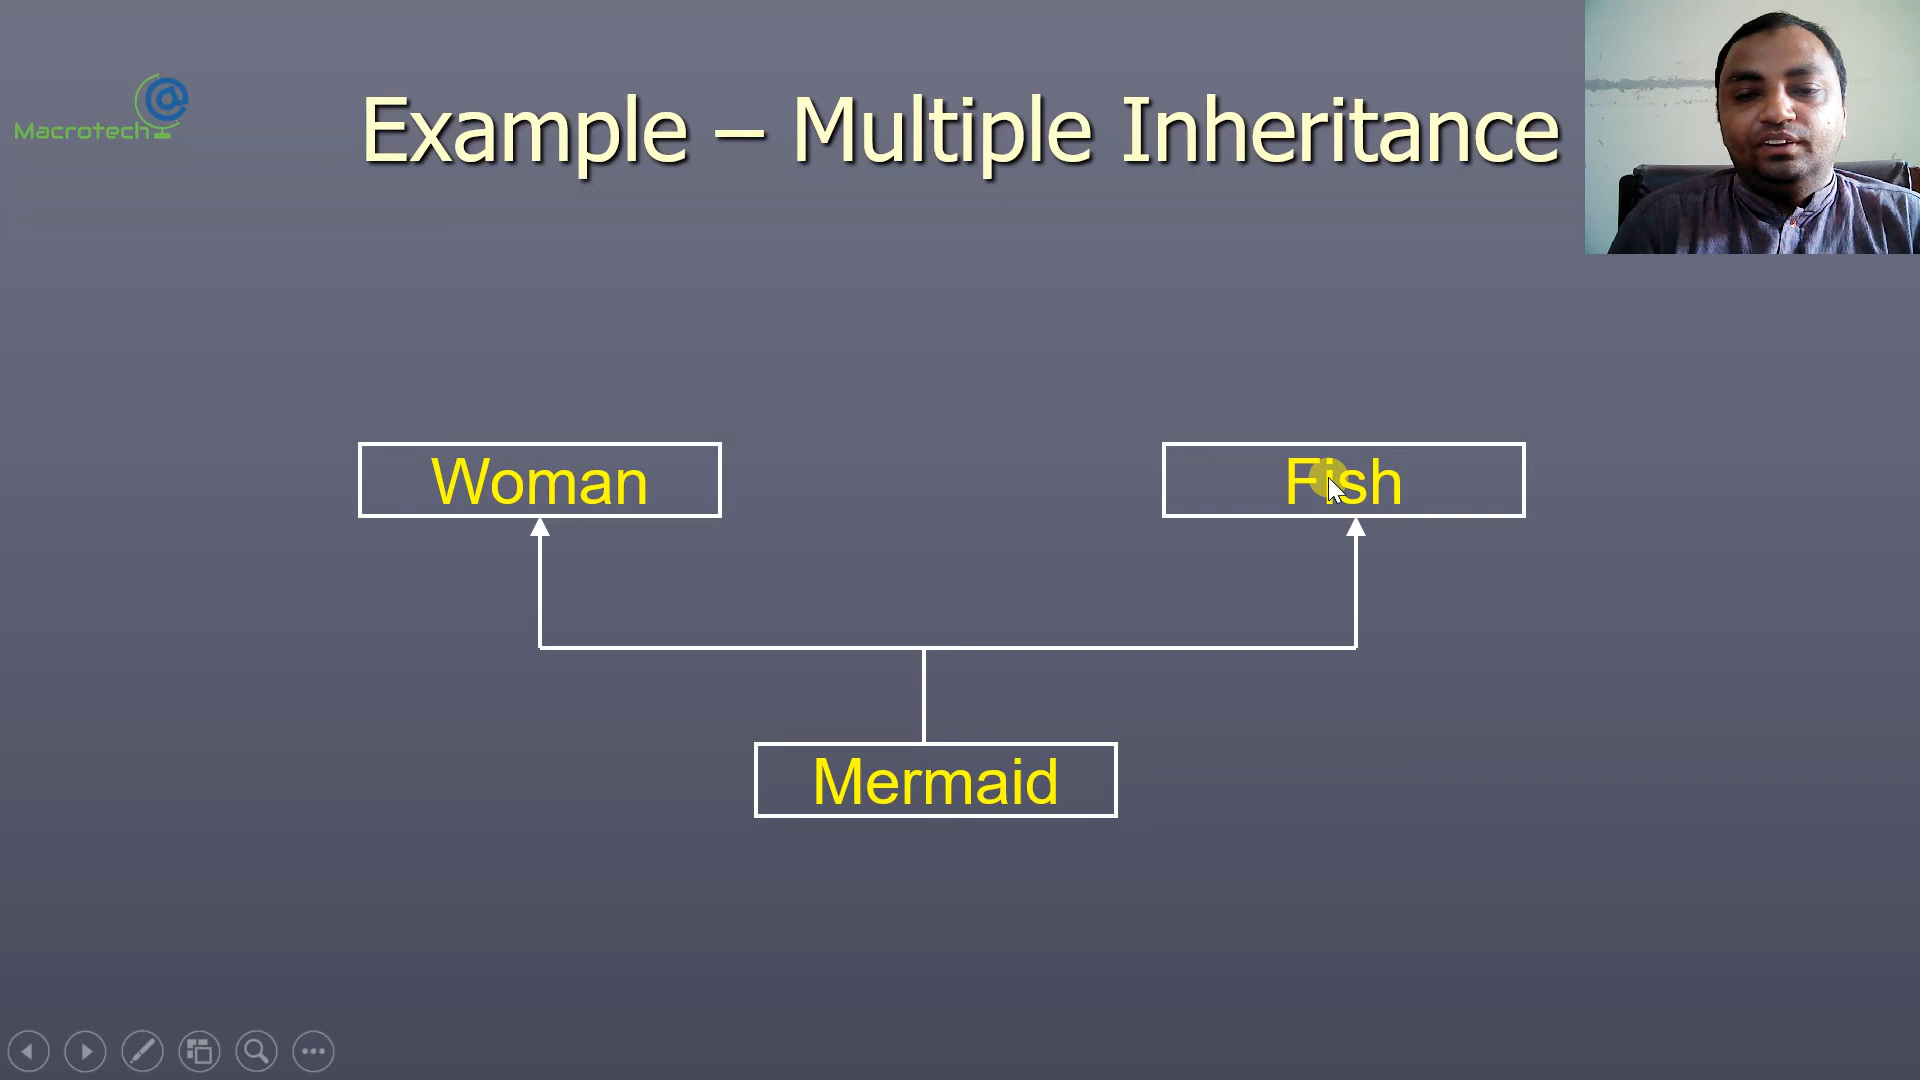 Macrotech
Example – Multiple Inheritance
Woman
Fish
Mermaid